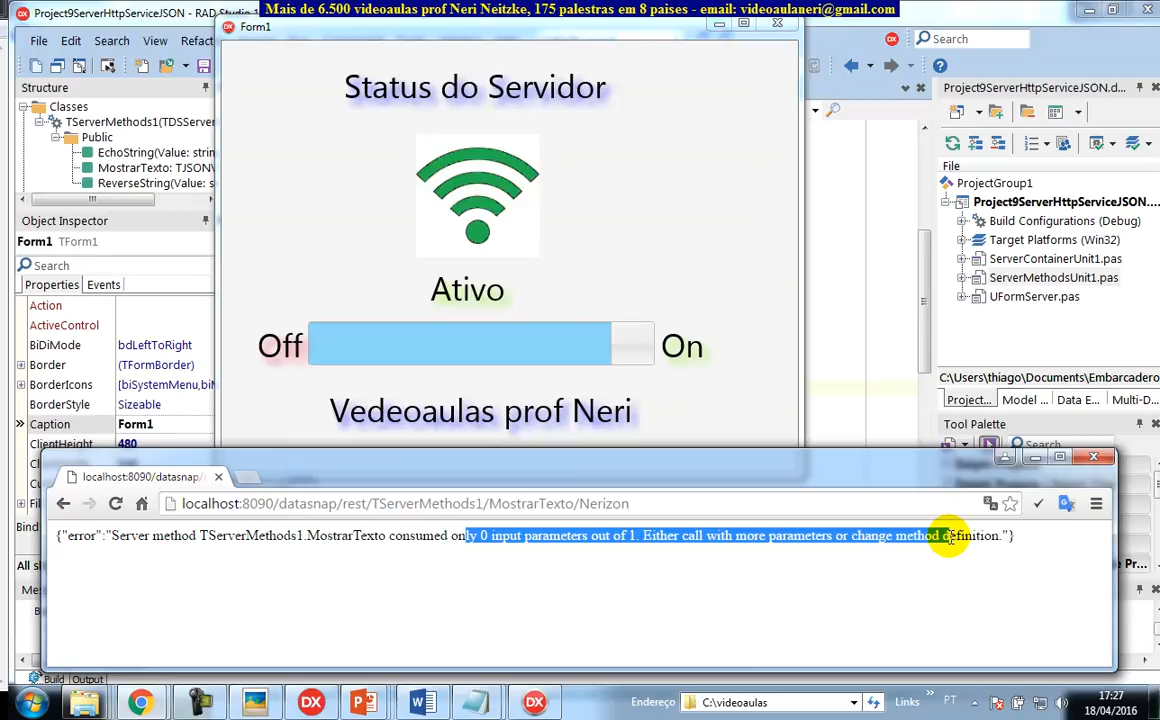 Mais de 6.500 videoaulas prof Neri Neitzke, 175 palestras em 8 paises - email: videoaulaneri@gmail.com
Project9ServerHttpServiceJSON - RAD Studio
File Edit Search View Refact
Search
Form1
Status do Servidor
Ativo
Off
On
Vedeoaulas prof Neri
Structure
Classes
TServerMethods1(TDSServer
Public
EchoString(Value: strin
MostrarTexto: TJSONV
ReverseString(Value: s
Object Inspector
Form1 TForm1
Search
Properties Events
Action
ActiveControl
BiDiMode bdLeftToRight
Border (TFormBorder)
BorderIcons [biSystemMenu,bi
BorderStyle Sizeable
Caption Form1
ClientHeight 480
All s
Mes
Build Output
Project9ServerHttpServiceJSON.d...
File
ProjectGroup1
Project9ServerHttpServiceJSON....
Build Configurations (Debug)
Target Platforms (Win32)
ServerContainerUnit1.pas
ServerMethodsUnit1.pas
UFormServer.pas
C:\Users\thiago\Documents\Embarcadero
Project... Model ... Data E... Multi-D...
Tool Palette
Search
localhost:8090/datasnap/
localhost:8090/datasnap/rest/TServerMethods1/MostrarTexto/Nerizon
{"error":"Server method TServerMethods1.MostrarTexto consumed only 0 input parameters out of 1. Either call with more parameters or change method definition."}
Endereço C:\videoaulas
Links
PT
17:27
18/04/2016